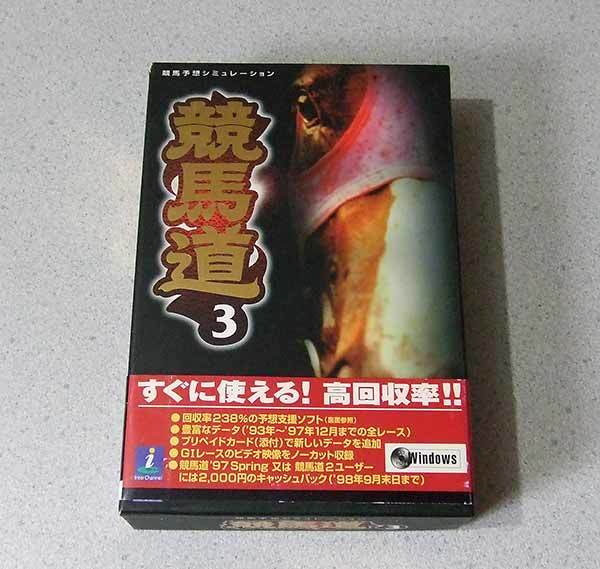 競馬予想シミュレーション
競馬道
3
すぐに使える! 高回収率!!
●回収率238%の予想支援ソフト(裏面参照)
●豊富なデータ('93年〜'97年12月までの全レース)
●プリペイドカード(添付)で新しいデータを追加
●GIレースのビデオ映像をノーカット収録
●競馬道'97 Spring 又は 競馬道2ユーザー
には2,000円のキャッシュバック('98年9月末日まで)
i
InterChannel
Windows
競馬道3